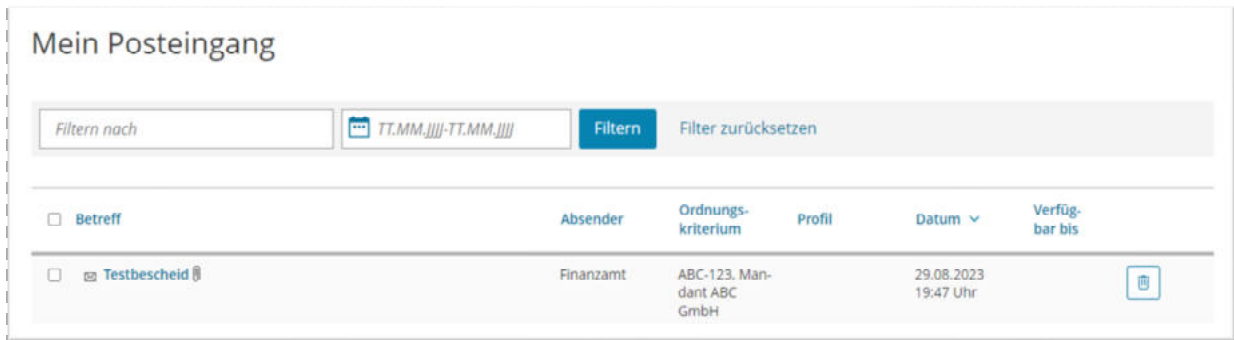 Mein Posteingang
Filtern nach TT.MM.JJJJ-TT.MM.JJJJ Filtern Filter zurücksetzen
Betreff Absender Ordnungs- Profil Datum Verfüg-
kriterium bar bis
Testbescheid Finanzamt ABC-123. Man- 29.08.2023
dant ABC 19:47 Uhr
GmbH